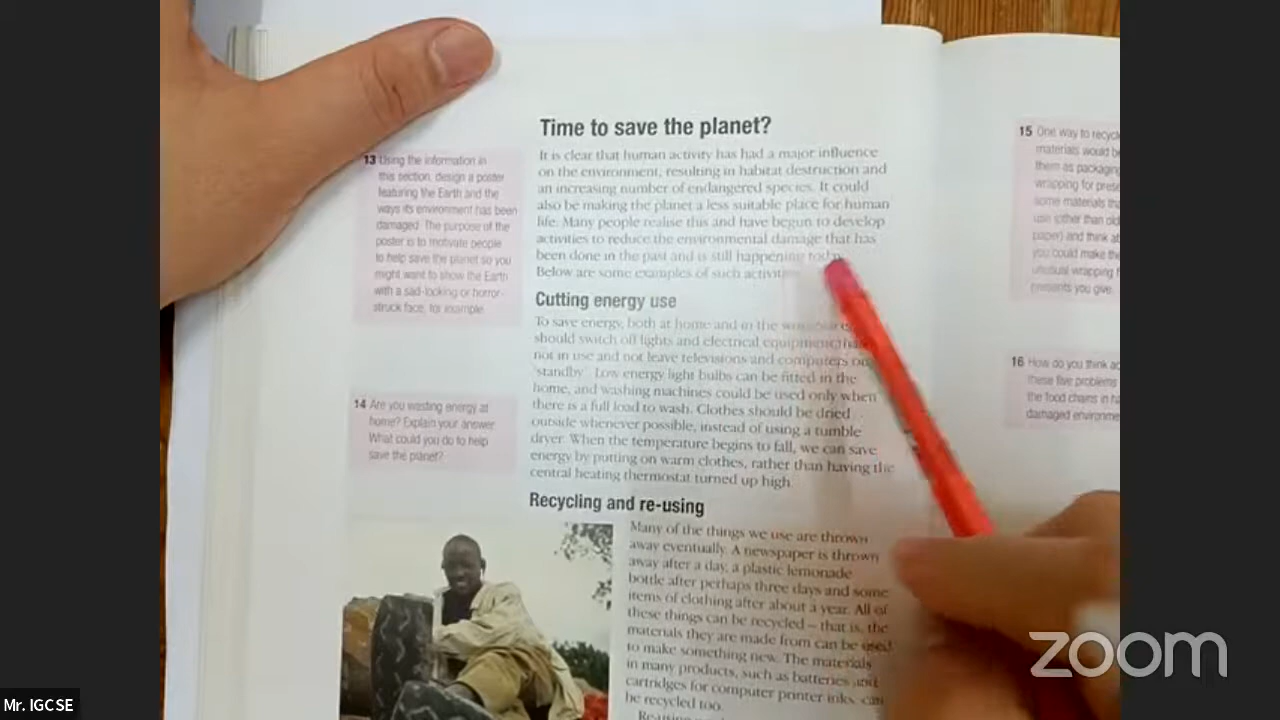 Time to save the planet?
It is clear that human activity has had a major influence
on the environment, resulting in habitat destruction and
an increasing number of endangered species. It could
also be making the planet a less suitable place for human
life. Many people realise this and have begun to develop
activities to reduce the environmental damage that has
been done in the past and is still happening today.
Below are some examples of such
Cutting energy use
To save energy, both at home and in the
should switch off lights and electrical equipment
not in use and not leave televisions and computers on
'standby'. Low energy light bulbs can be fitted in the
home, and washing machines could be used only when
there is a full load to wash. Clothes should be dried
outside whenever possible, instead of using a tumble
dryer. When the temperature begins to fall, we can save
energy by putting on warm clothes, rather than having the
central heating thermostat turned up high.
Recycling and re-using
Many of the things we use are thrown
away eventually. A newspaper is thrown
away after a day, a plastic lemonade
bottle after perhaps three days and some
items of clothing after about a year. All of
these things can be recycled – that is, the
materials they are made from can be used
to make something new. The materials
in many products, such as batteries and
cartridges for computer printer inks, can
be recycled too.
13 Using the information in
this section, design a poster
featuring the Earth and the
ways its environment has been
damaged. The purpose of the
poster is to motivate people
to help save the planet so you
might want to show the Earth
with a sad-looking or horror-
struck face, for example.
14 Are you wasting energy at
home? Explain your answer.
What could you do to help
save the planet?
15 One way to recycle
materials would be
them as packaging
wrapping for
some materials
use (other than old
paper) and think
you could make
unusual wrapping
presents you give.
16 How do you think
these five problems
the food chains in
damaged
zoom
Mr. IGCSE